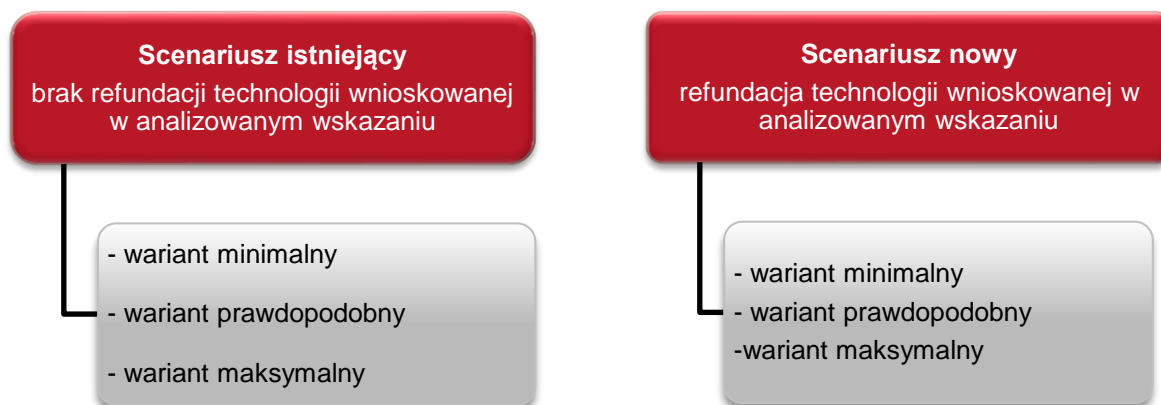 Scenariusz istniejący
brak refundacji technologii wnioskowanej
w analizowanym wskazaniu
- wariant minimalny
- wariant prawdopodobny
- wariant maksymalny
Scenariusz nowy
refundacja technologii wnioskowanej w
analizowanym wskazaniu
- wariant minimalny
- wariant prawdopodobny
-wariant maksymalny